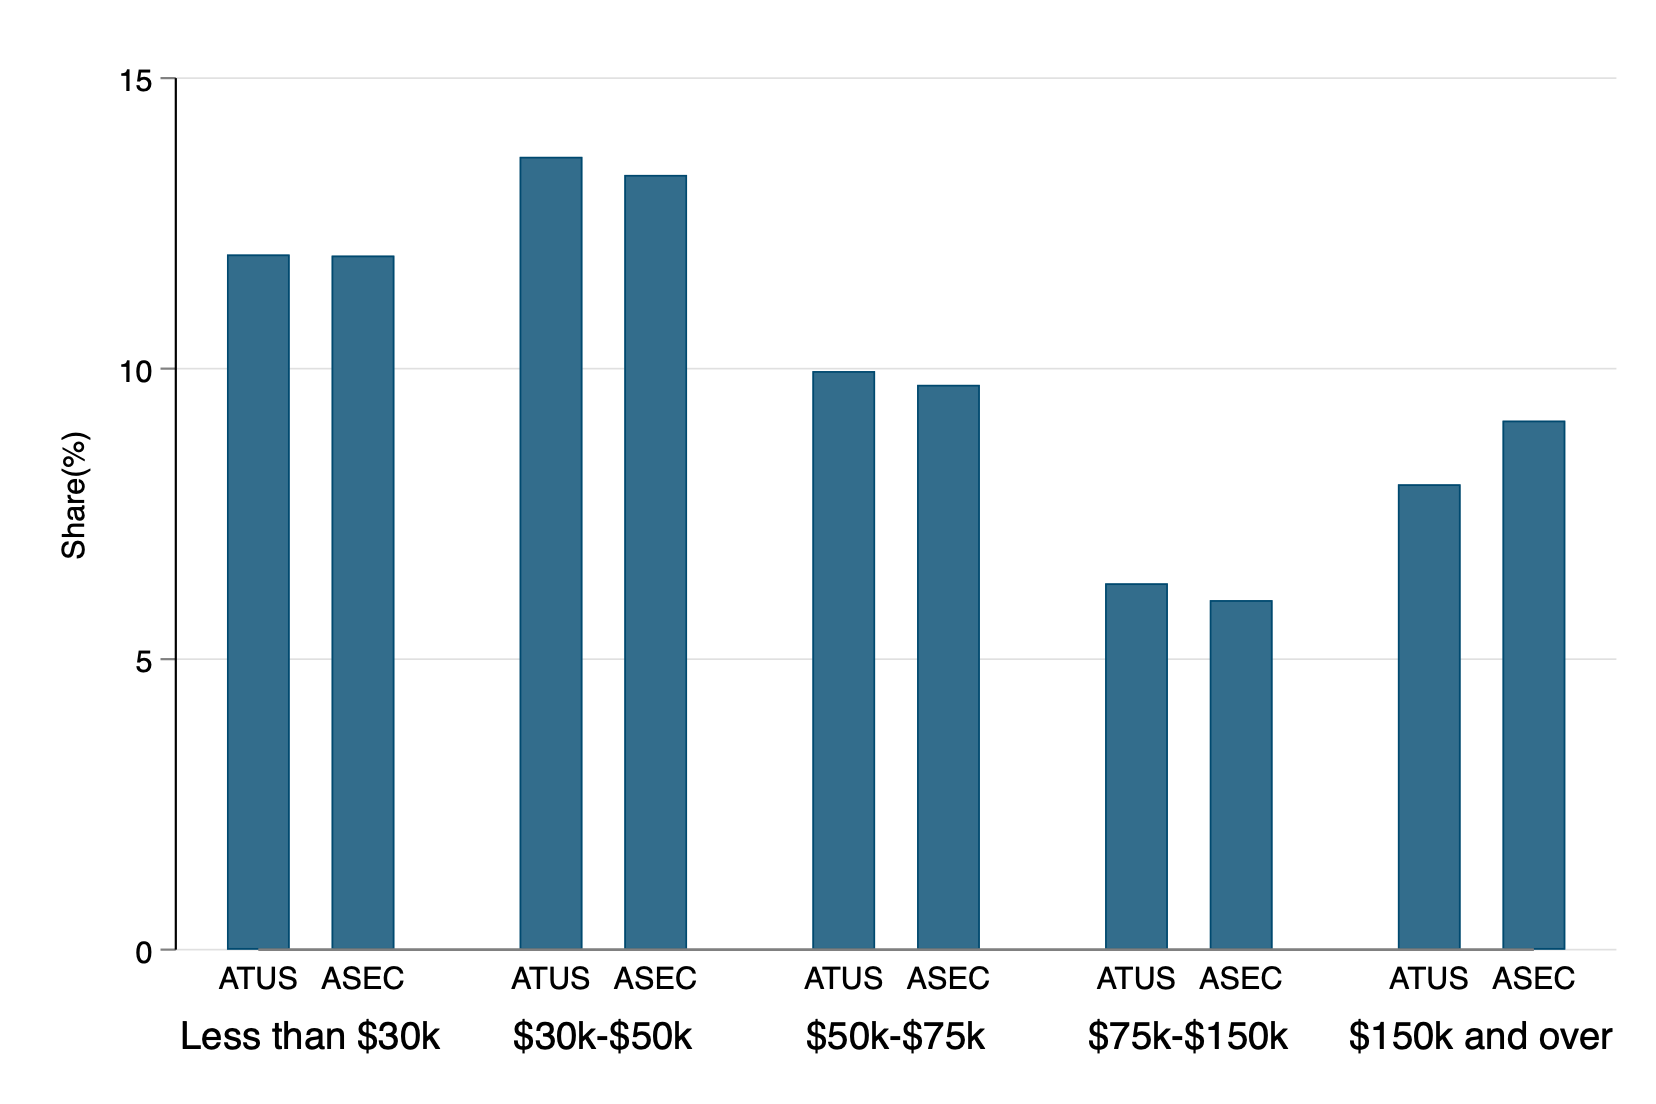 15
10
5
0
Share(%)
ATUS ASEC ATUS ASEC ATUS ASEC ATUS ASEC ATUS ASEC
Less than $30k $30k-$50k $50k-$75k $75k-$150k $150k and over